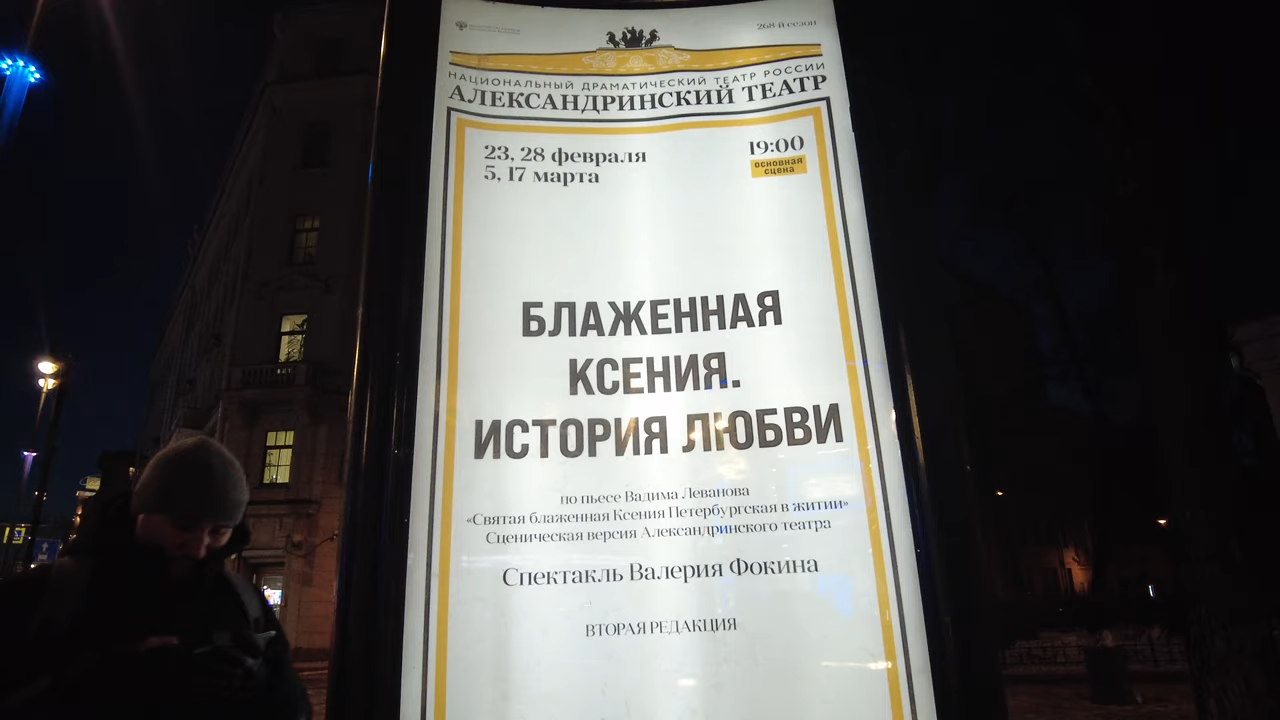 268-й сезон
НАЦИОНАЛЬНЫЙ ДРАМАТИЧЕСКИЙ ТЕАТР РОССИИ
АЛЕКСАНДРИНСКИЙ ТЕАТР
23, 28 февраля
5, 17 марта
19:00
основная
сцена
БЛАЖЕННАЯ
КСЕНИЯ.
ИСТОРИЯ ЛЮБВИ
по пьесе Вадима Леванова
«Святая блаженная Ксения Петербургская в житии»
Сценическая версия Александринского театра
Спектакль Валерия Фокина
ВТОРАЯ РЕДАКЦИЯ